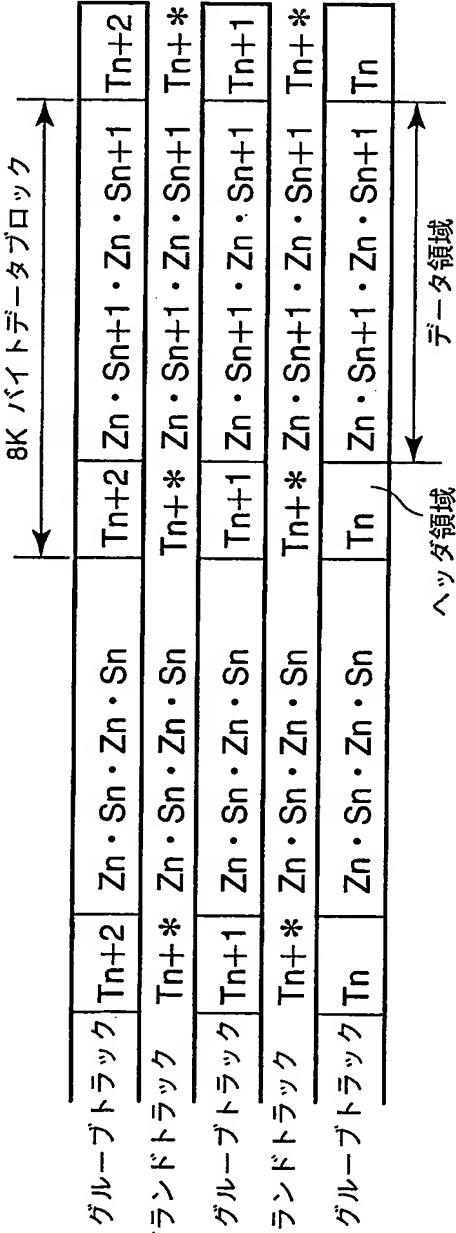 8K バイトデータブロック
グルーブトラック Tn+2 Zn・Sn・Zn・Sn Tn+2 Zn・Sn+1・Zn・Sn+1 Tn+2
ランドトラック Tn+* Zn・Sn・Zn・Sn Tn+* Zn・Sn+1・Zn・Sn+1 Tn+*
グルーブトラック Tn+1 Zn・Sn・Zn・Sn Tn+1 Zn・Sn+1・Zn・Sn+1 Tn+1
ランドトラック Tn+* Zn・Sn・Zn・Sn Tn+* Zn・Sn+1・Zn・Sn+1 Tn+*
グルーブトラック Tn Zn・Sn・Zn・Sn Tn Zn・Sn+1・Zn・Sn+1 Tn
ヘッダ領域
データ領域